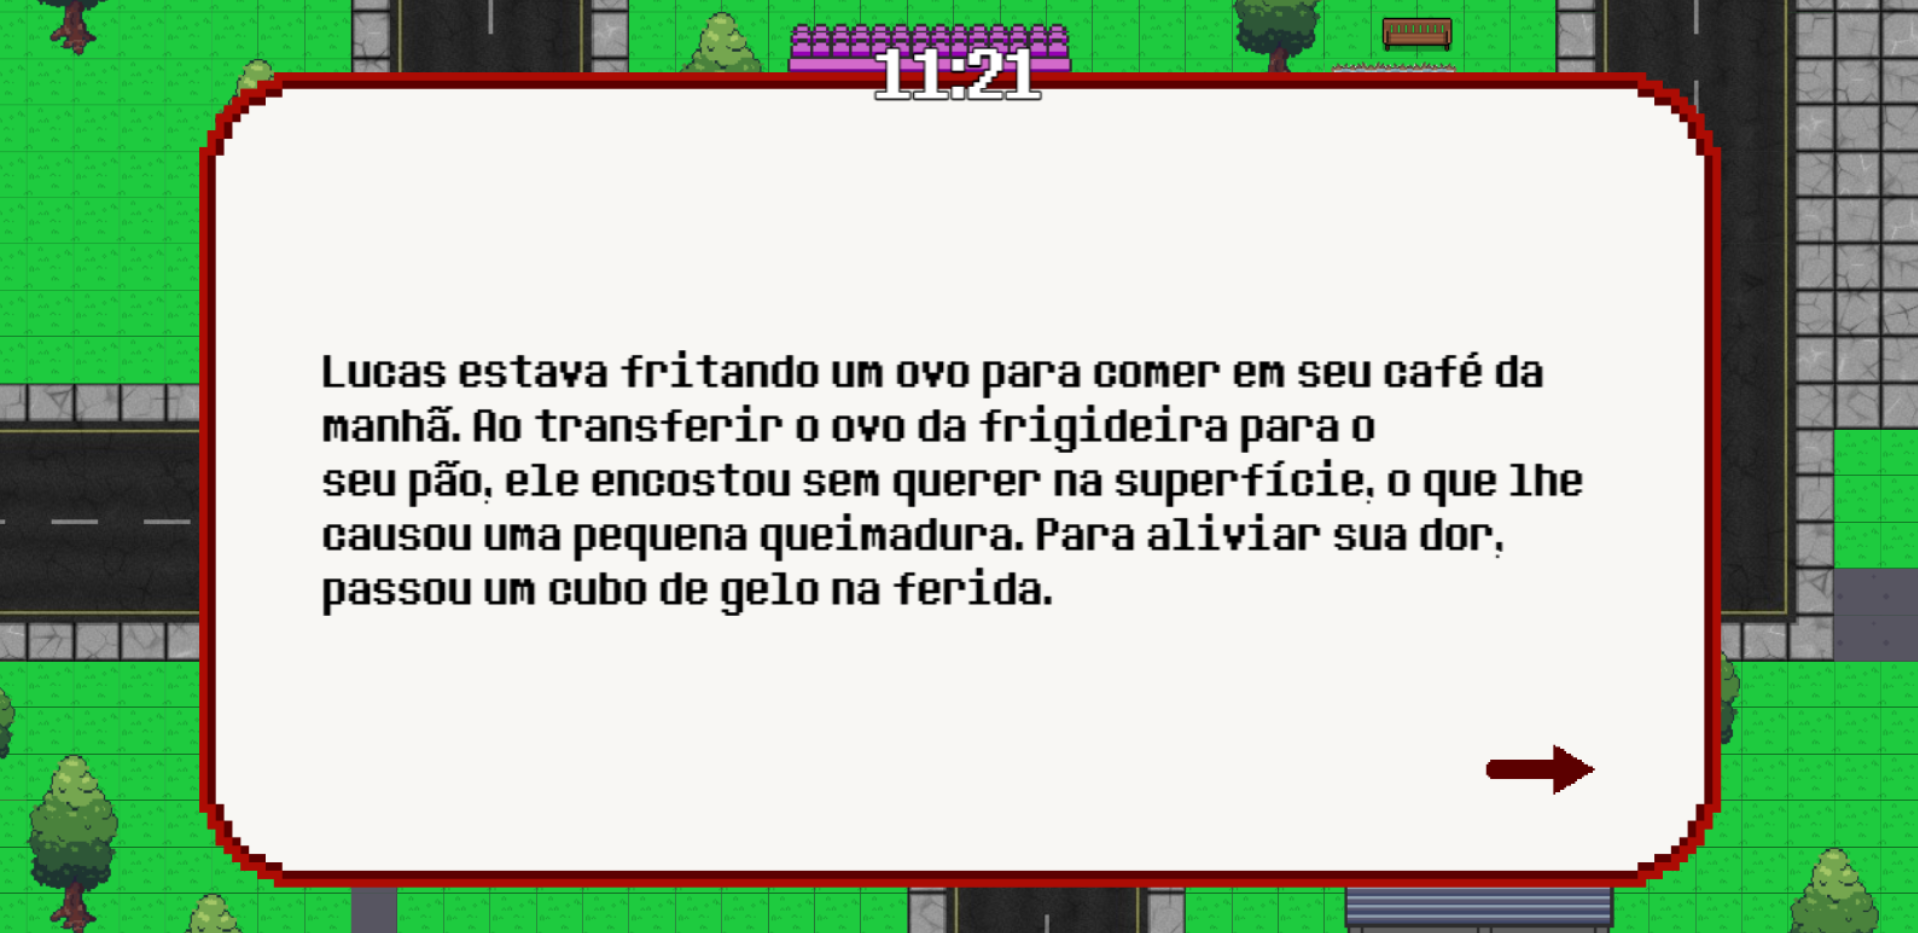 11:21
Lucas estava fritando um ovo para comer em seu café da
manhã. Ao transferir o ovo da frigideira para o
seu pão, ele encostou sem querer na superfície, o que lhe
causou uma pequena queimadura. Para aliviar sua dor,
passou um cubo de gelo na ferida.